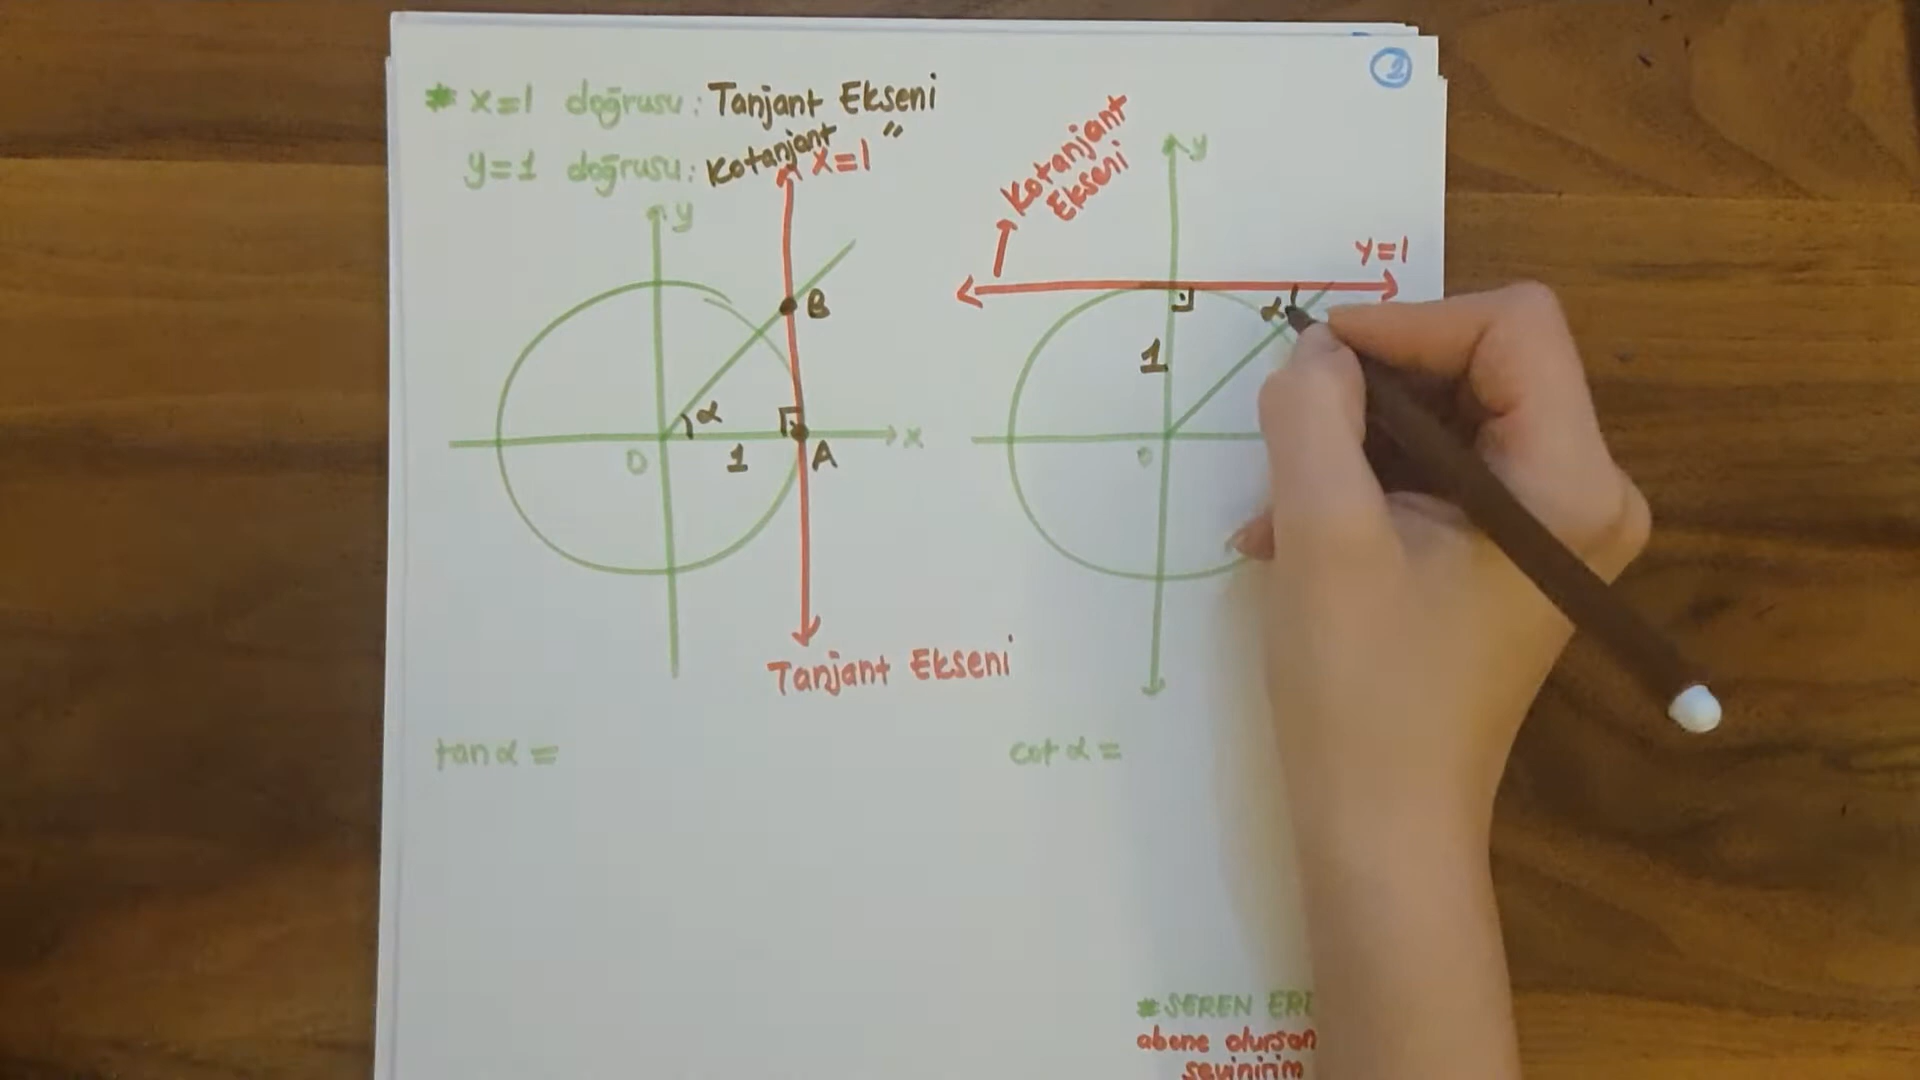 2
* x=1 doğrusu: Tanjant Ekseni
y=1 doğrusu: Kotanjant "
x=1
y
B
α
1
A
O
x
Tanjant Ekseni
Kotanjant
Ekseni
y
y=1
α
1
O
tan α =
cot α =
* SEREN
abone olursan
sevinirim